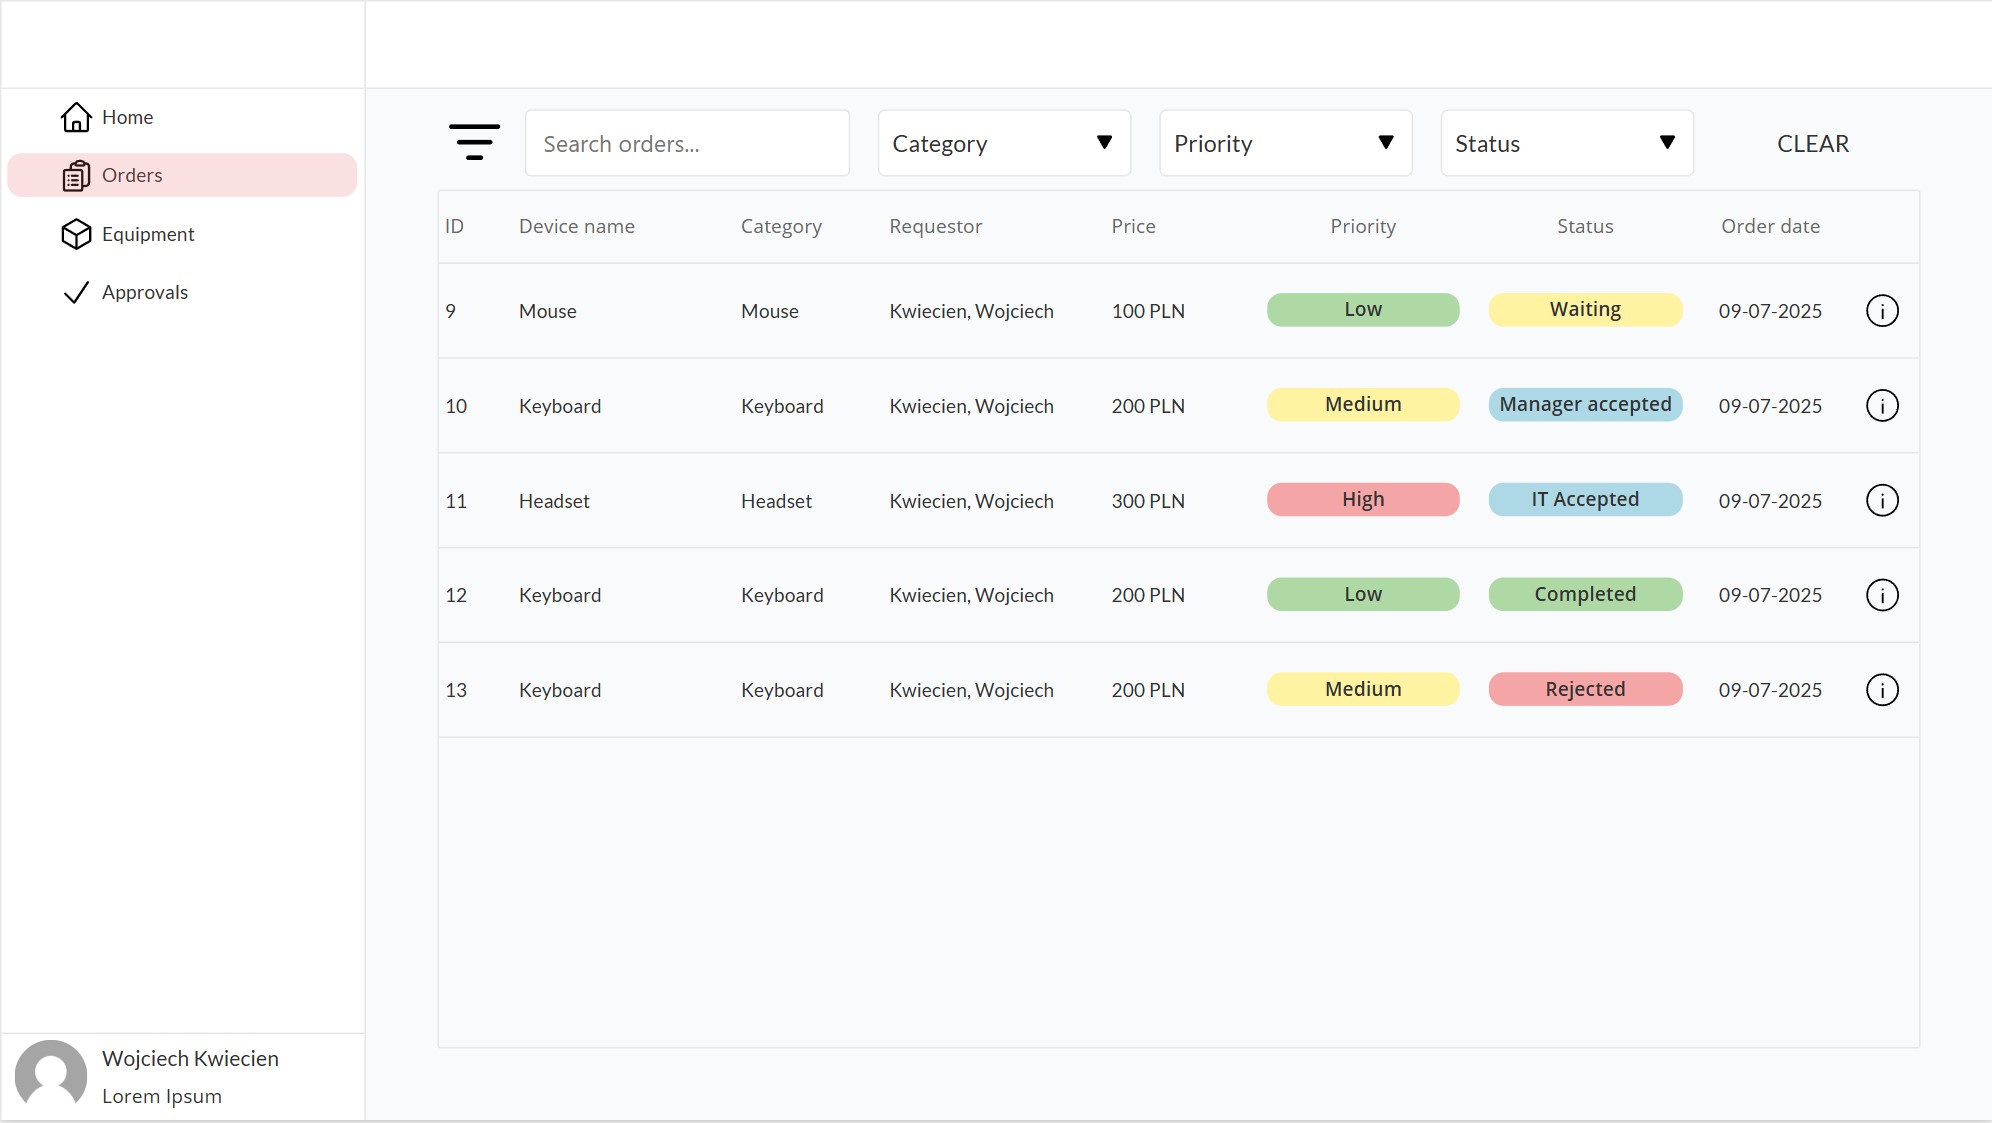 Home
Orders
Equipment
Approvals
Search orders...
Category
Priority
Status
CLEAR
ID Device name Category Requestor Price Priority Status Order date
9 Mouse Mouse Kwiecien, Wojciech 100 PLN Low Waiting 09-07-2025
10 Keyboard Keyboard Kwiecien, Wojciech 200 PLN Medium Manager accepted 09-07-2025
11 Headset Headset Kwiecien, Wojciech 300 PLN High IT Accepted 09-07-2025
12 Keyboard Keyboard Kwiecien, Wojciech 200 PLN Low Completed 09-07-2025
13 Keyboard Keyboard Kwiecien, Wojciech 200 PLN Medium Rejected 09-07-2025
Wojciech Kwiecien
Lorem Ipsum